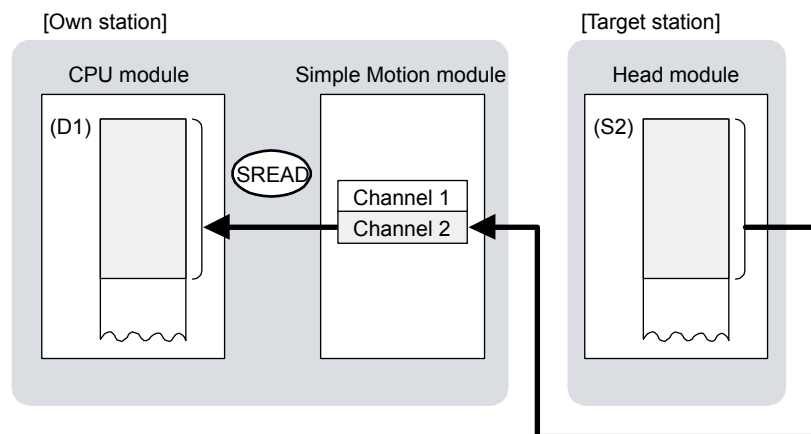 [Own station]
[Target station]
CPU module
Simple Motion module
Head module
(D1)
(S2)
SREAD
Channel 1
Channel 2